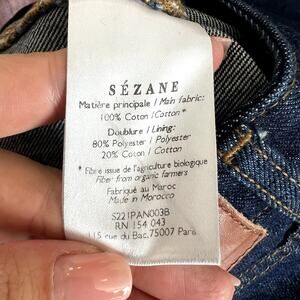 SÉZANE
Matière principale / Main fabric:
100% Coton /Cotton*
Doublure / Lining:
80% Polyester / Polyester
20% Coton / Cotton
* Fibre issue de l'agriculture biologique
Fiber from organic farmers
Fabriqué au Maroc
Made in Morocco
S221PAN003B
RN 154 043
115 rue du Bac, 75007 Paris